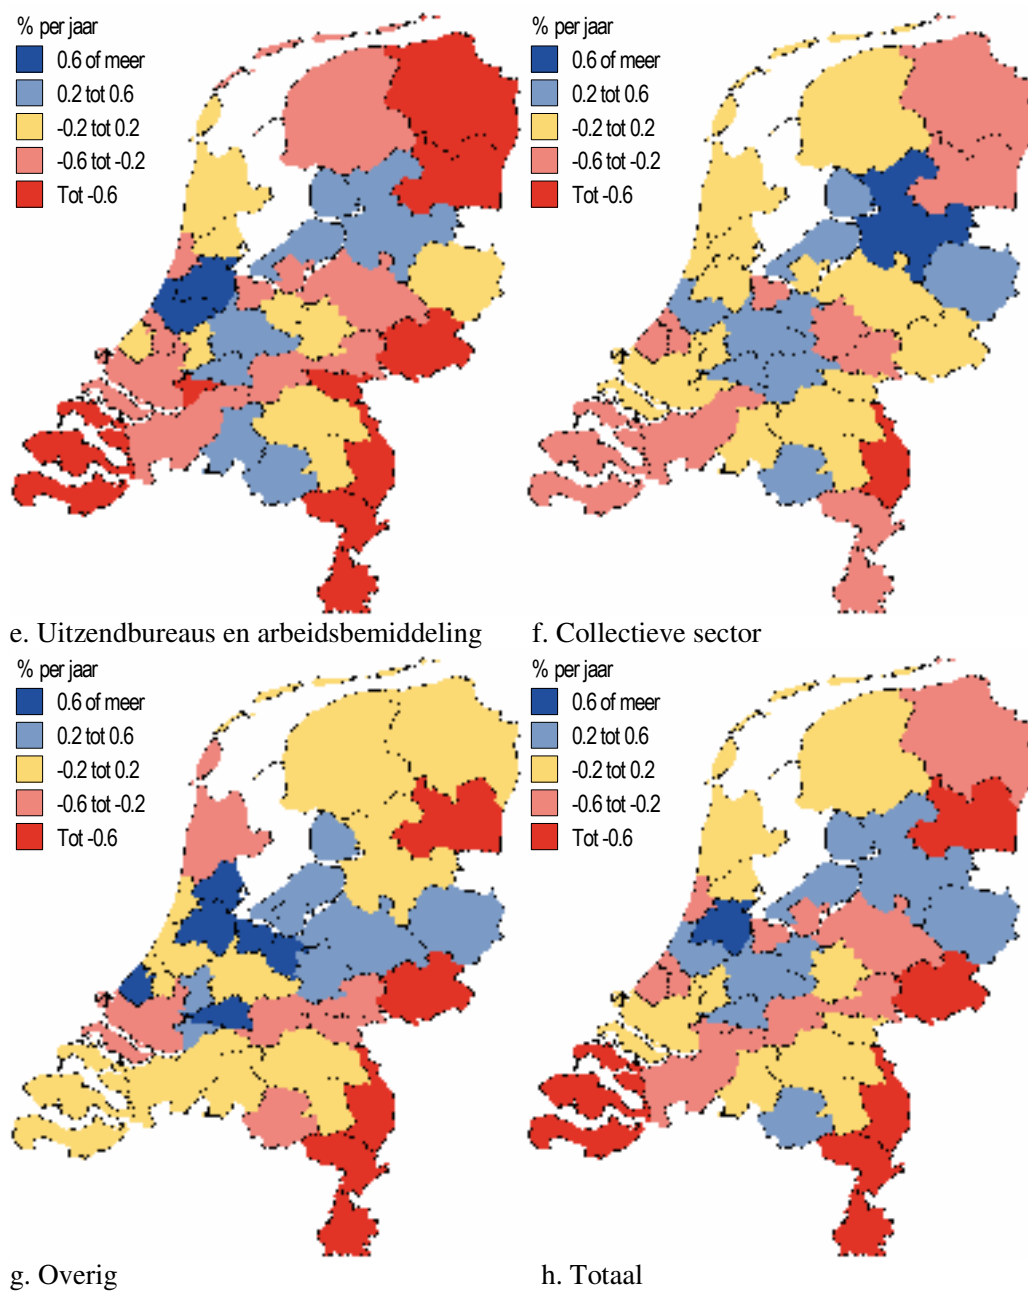 % per jaar
0.6 of meer
0.2 tot 0.6
-0.2 tot 0.2
-0.6 tot -0.2
Tot -0.6
e. Uitzendbureaus en arbeidsbemiddeling
% per jaar
0.6 of meer
0.2 tot 0.6
-0.2 tot 0.2
-0.6 tot -0.2
Tot -0.6
f. Collectieve sector
% per jaar
0.6 of meer
0.2 tot 0.6
-0.2 tot 0.2
-0.6 tot -0.2
Tot -0.6
g. Overig
% per jaar
0.6 of meer
0.2 tot 0.6
-0.2 tot 0.2
-0.6 tot -0.2
Tot -0.6
h. Totaal